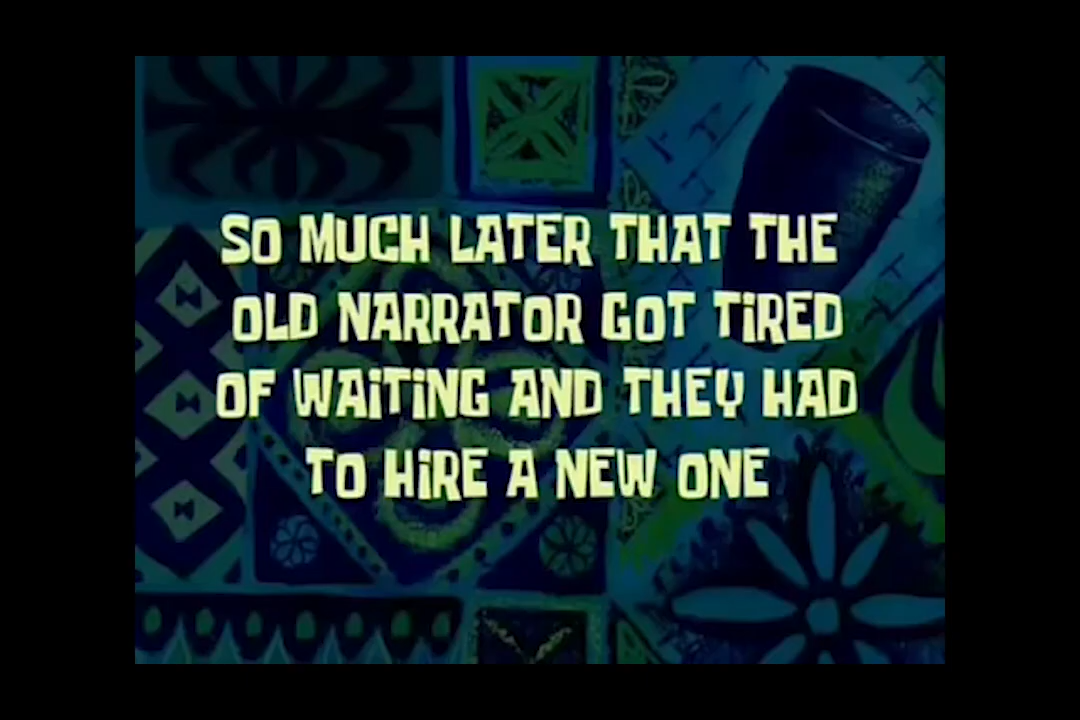 SO MUCH LATER THAT THE
OLD NARRATOR GOT TiRED
OF WAiTiNG AND THEY HAD
TO HiRE A NEW ONE